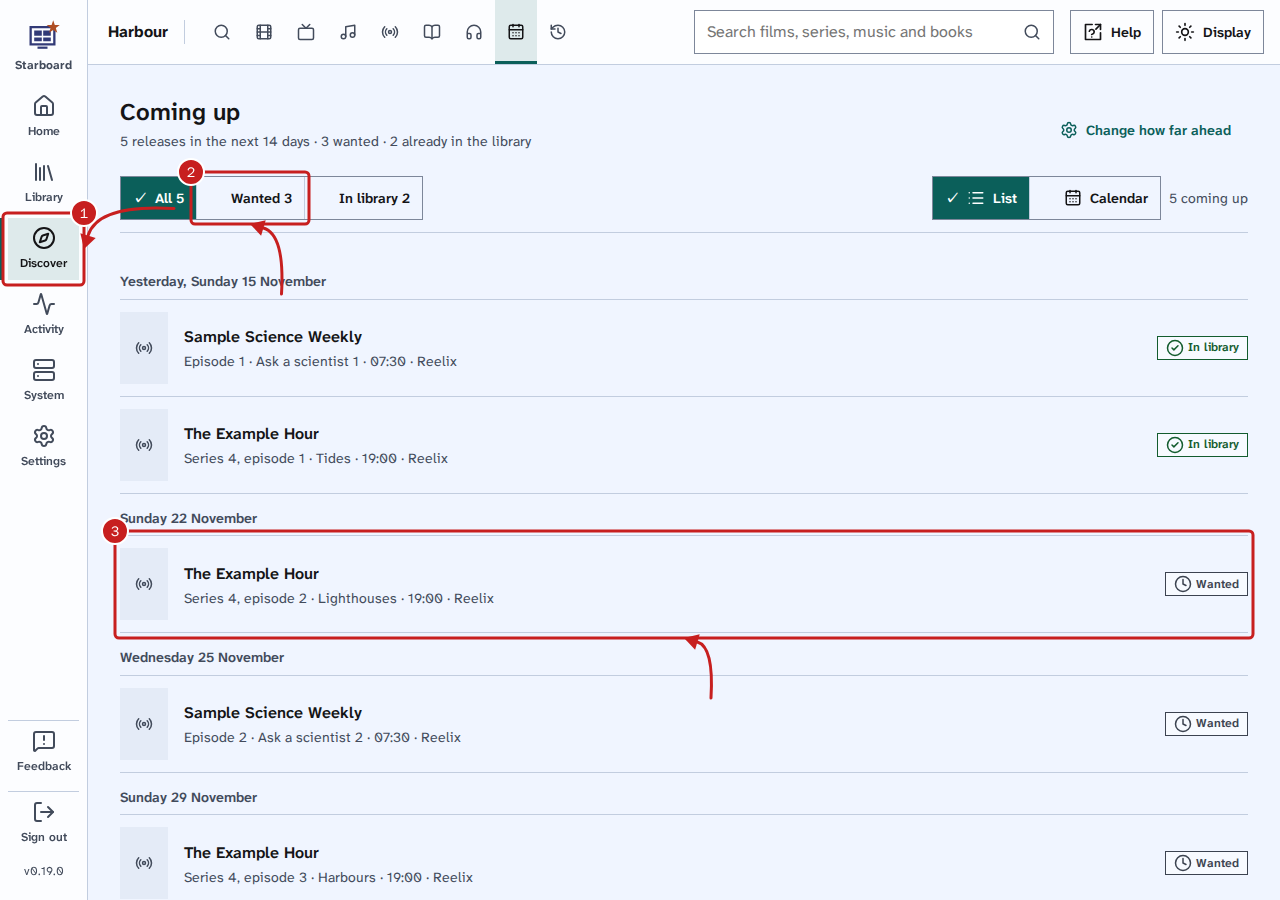 Starboard
Home
Library
Discover
Activity
System
Settings
Feedback
Sign out
v0.19.0
Harbour
Search films, series, music and books
Help
Display
Coming up
5 releases in the next 14 days · 3 wanted · 2 already in the library
Change how far ahead
1
2
✓ All 5
Wanted 3
In library 2
✓ List
Calendar
5 coming up
Yesterday, Sunday 15 November
Sample Science Weekly
Episode 1 · Ask a scientist 1 · 07:30 · Reelix
In library
The Example Hour
Series 4, episode 1 · Tides · 19:00 · Reelix
In library
Sunday 22 November
3
The Example Hour
Series 4, episode 2 · Lighthouses · 19:00 · Reelix
Wanted
Wednesday 25 November
Sample Science Weekly
Episode 2 · Ask a scientist 2 · 07:30 · Reelix
Wanted
Sunday 29 November
The Example Hour
Series 4, episode 3 · Harbours · 19:00 · Reelix
Wanted